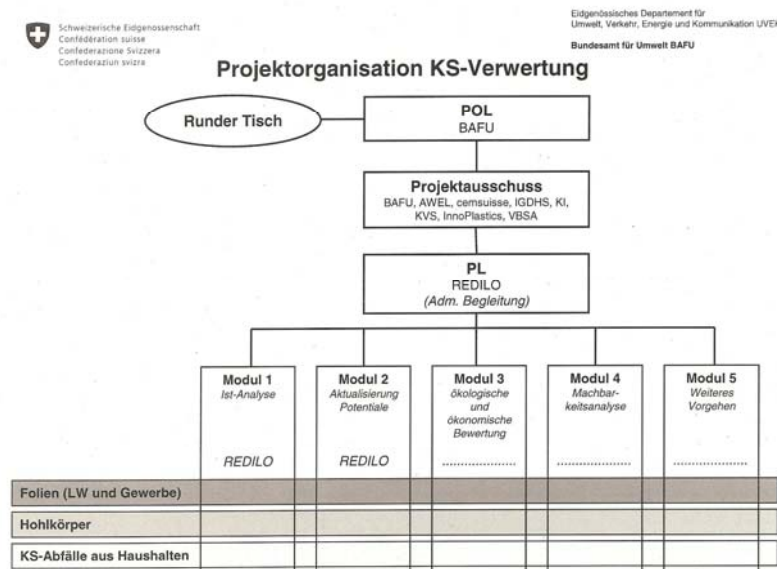 Schweizerische Eidgenossenschaft
Confédération suisse
Confederazione Svizzera
Confederaziun svizra
Eidgenössisches Departement für
Umwelt, Verkehr, Energie und Kommunikation UVEK
Bundesamt für Umwelt BAFU
Projektorganisation KS-Verwertung
Runder Tisch
POL
BAFU
Projektausschuss
BAFU, AWEL, cemsuisse, IGDHS, KI,
KVS, InnoPlastics, VBSA
PL
REDILO
(Adm. Begleitung)
Modul 1
Ist-Analyse
REDILO
Modul 2
Aktualisierung
Potentiale
REDILO
Modul 3
ökologische
und
ökonomische
Bewertung
.....................
Modul 4
Machbar-
keitsanalyse
.....................
Modul 5
Weiteres
Vorgehen
.....................
Folien (LW und Gewerbe)
Hohlkörper
KS-Abfälle aus Haushalten